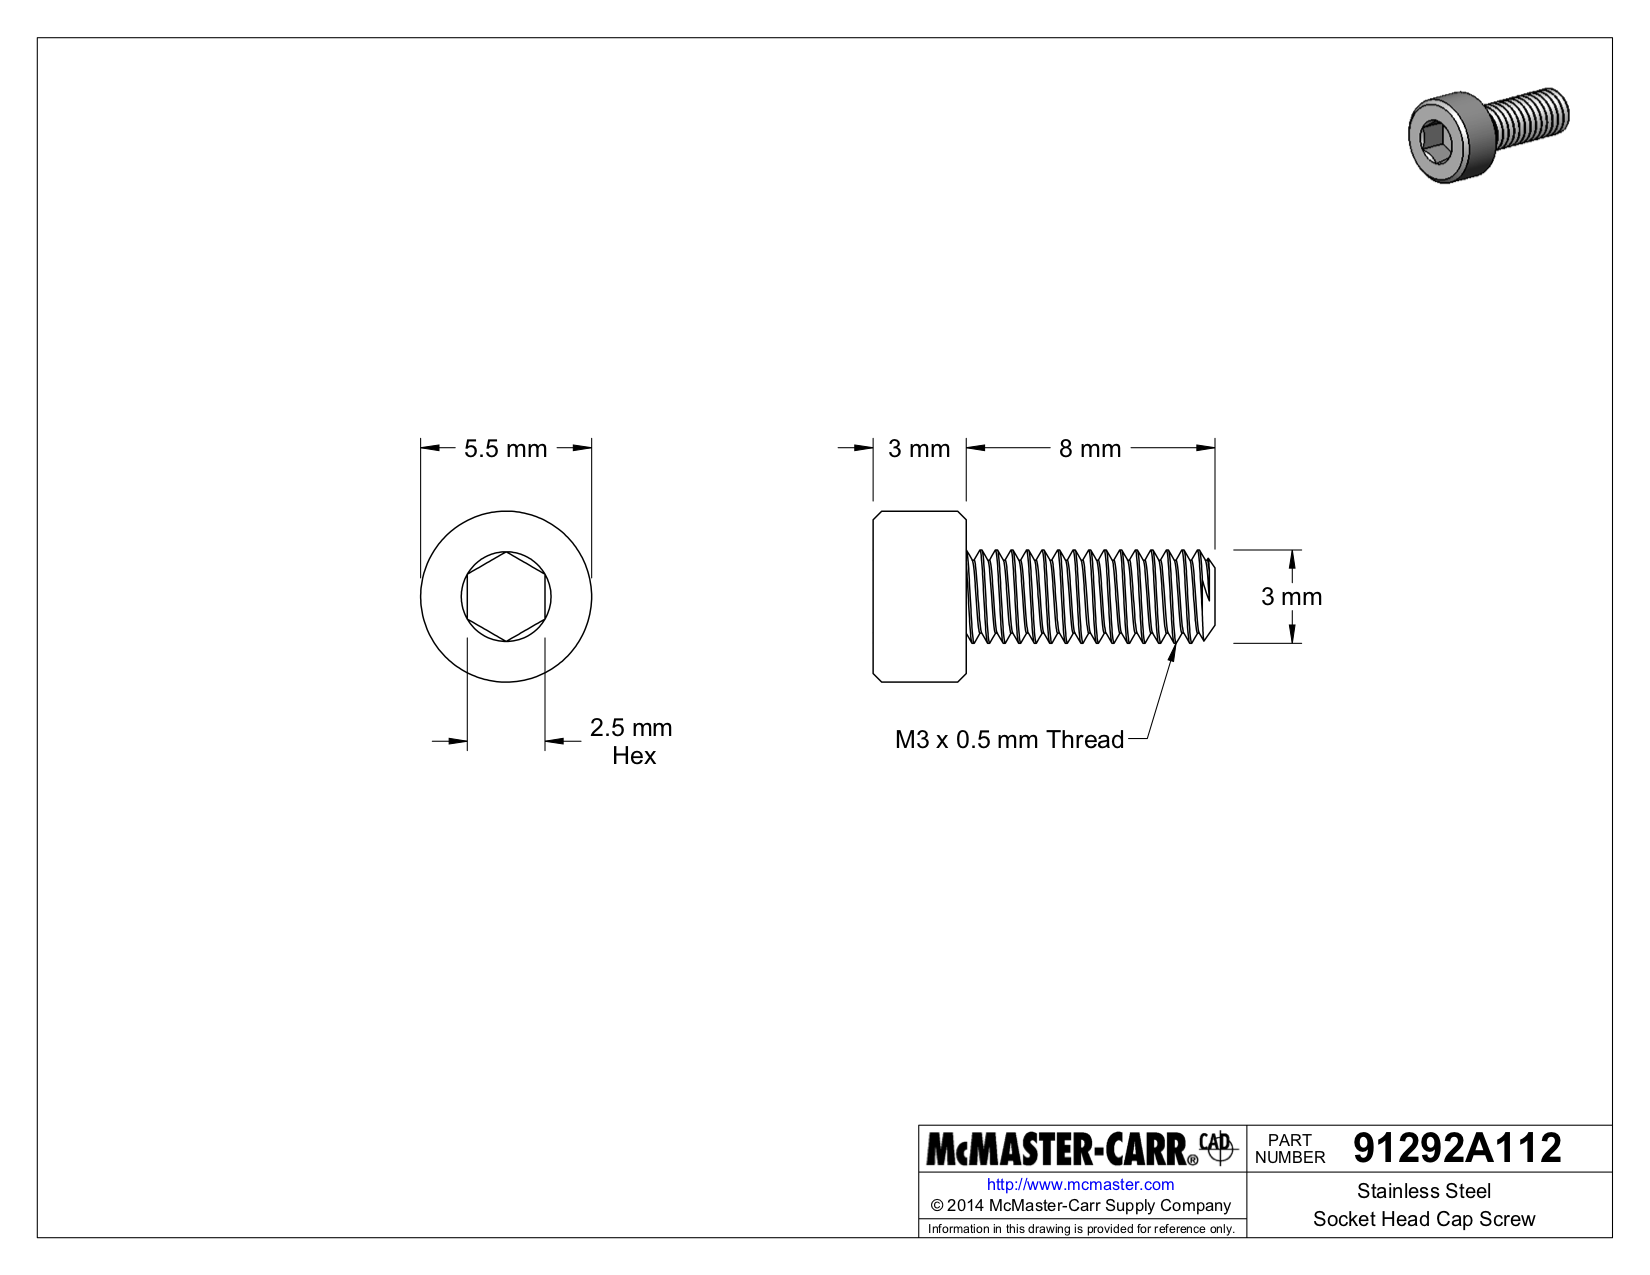 5.5 mm
3 mm
8 mm
3 mm
2.5 mm
Hex
M3 x 0.5 mm Thread
McMASTER-CARR® CAD
PART
NUMBER
91292A112
http://www.mcmaster.com
© 2014 McMaster-Carr Supply Company
Information in this drawing is provided for reference only.
Stainless Steel
Socket Head Cap Screw